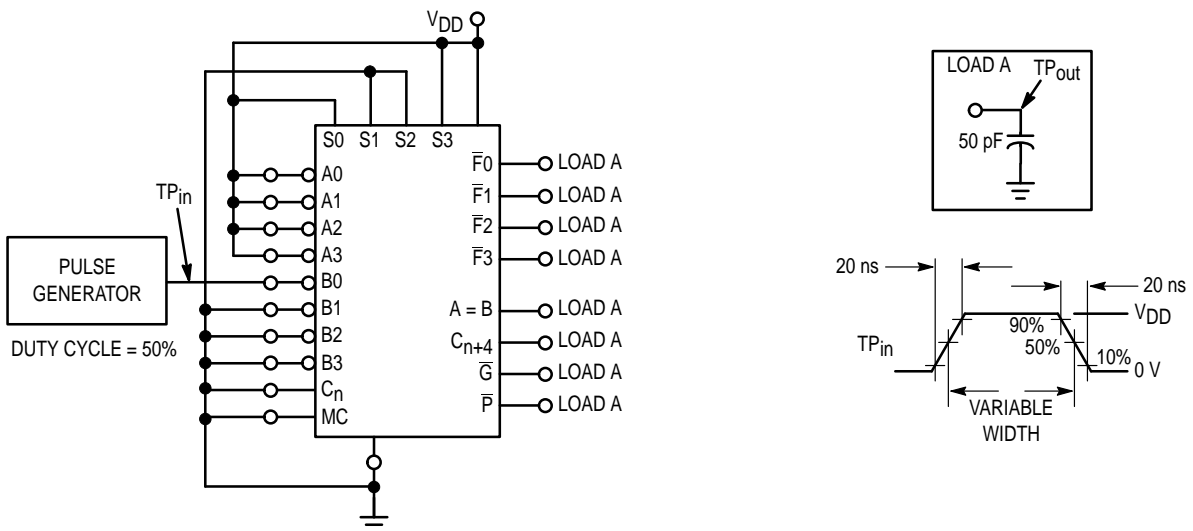 VDD
S0 S1 S2 S3
A0
A1
A2
A3
B0
B1
B2
B3
Cn
MC
TPin
PULSE
GENERATOR
DUTY CYCLE = 50%
F̅0 LOAD A
F̅1 LOAD A
F̅2 LOAD A
F̅3 LOAD A
A = B LOAD A
Cn+4 LOAD A
G̅ LOAD A
P̅ LOAD A
LOAD A TPout
50 pF
20 ns
20 ns
VDD
90%
50%
TPin
10%
0 V
VARIABLE
WIDTH